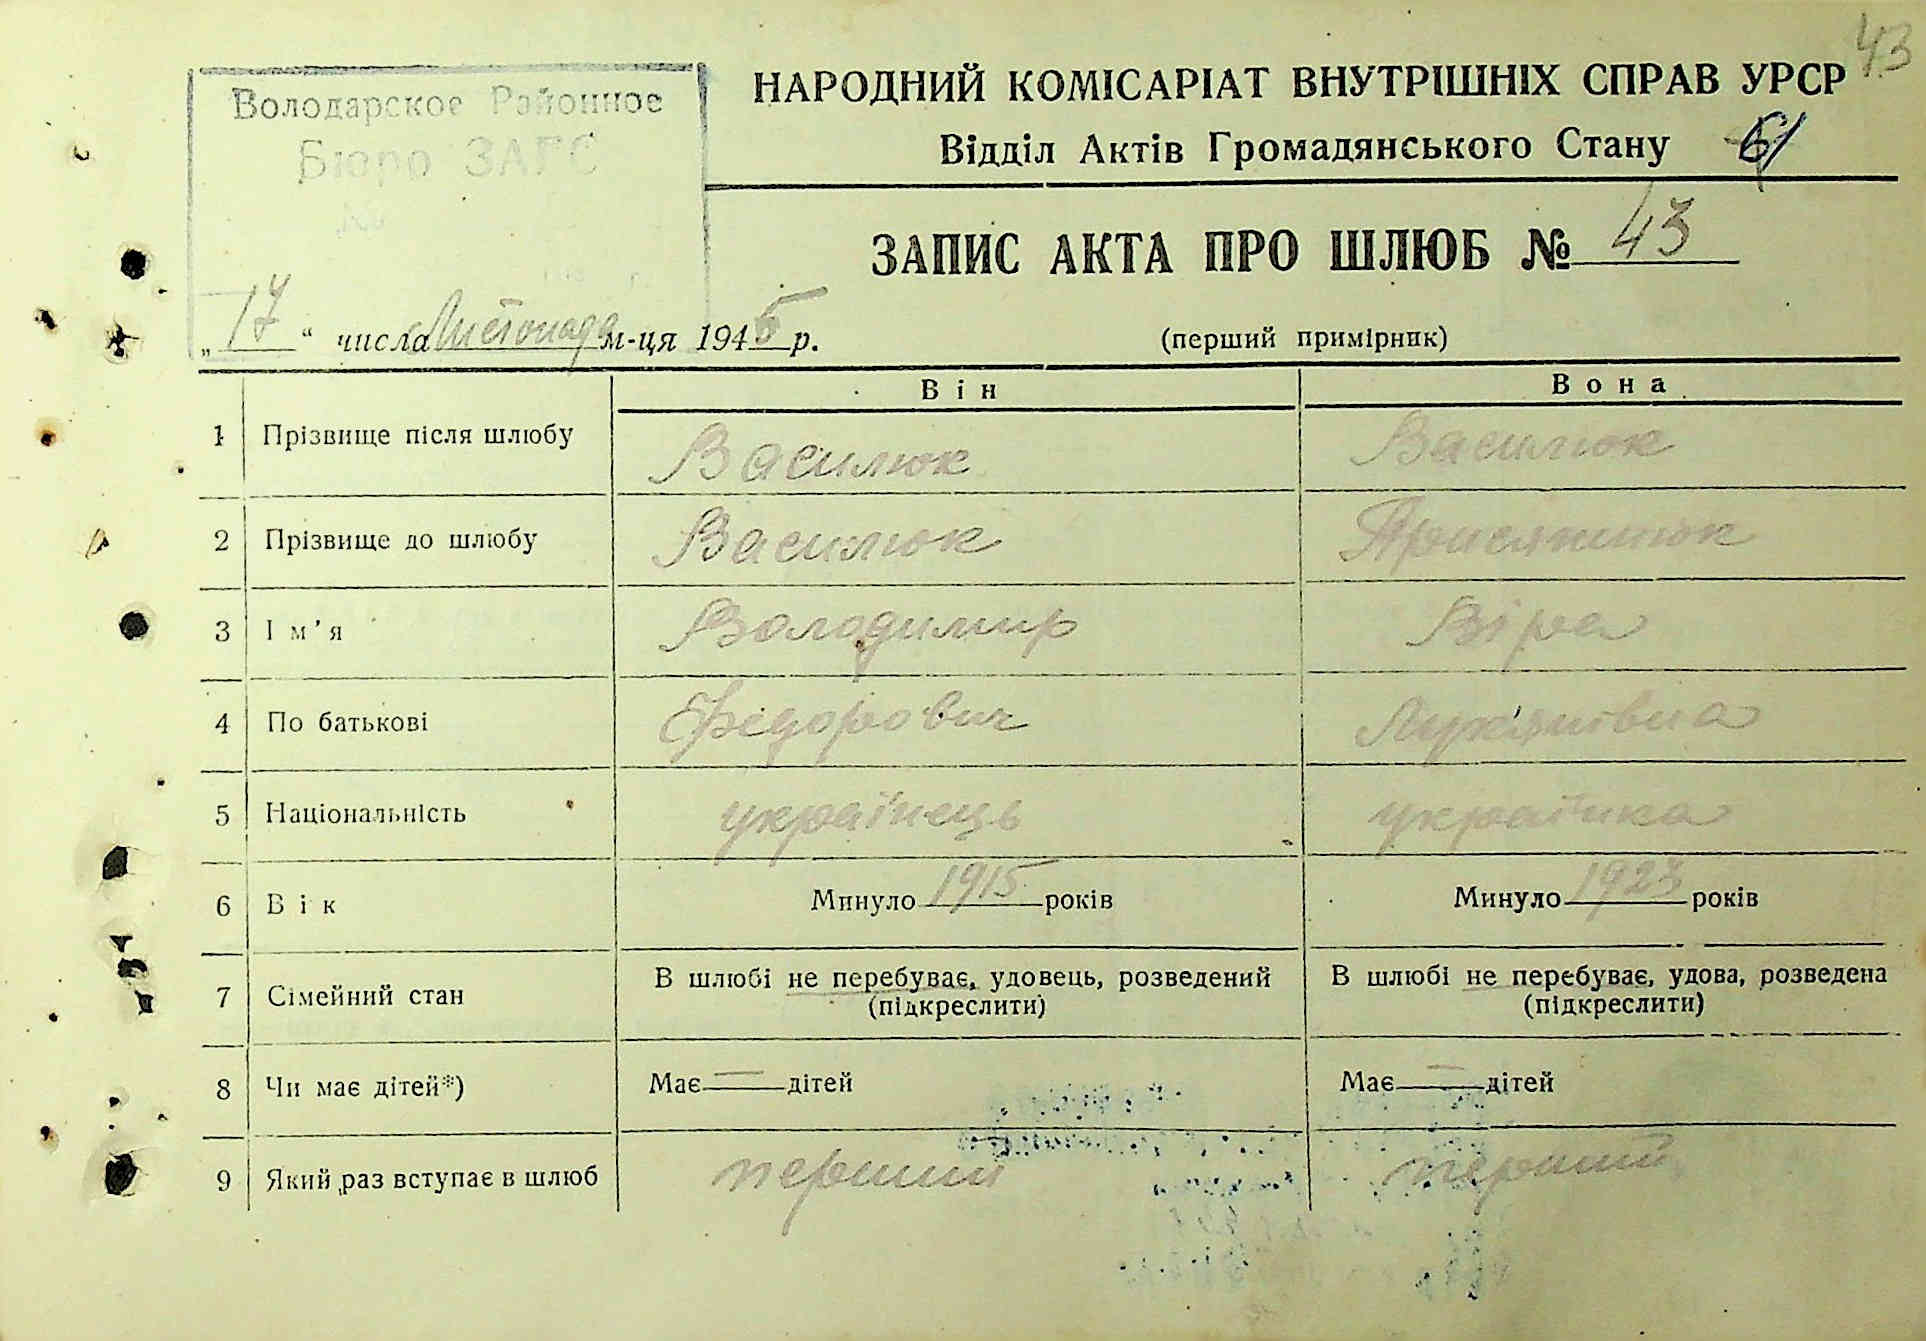 43
Володарское Районное
Бюро ЗАГС
№
НАРОДНИЙ КОМІСАРІАТ ВНУТРІШНІХ СПРАВ УРСР
Відділ Актів Громадянського Стану
ЗАПИС АКТА ПРО ШЛЮБ № 43
„17“ числа Листопада м-ця 1945 р.
(перший примірник)
Він Вона
1 Прізвище після шлюбу Василюк Василюк
2 Прізвище до шлюбу Василюк Присяжнюк
3 Ім’я Володимир Віра
4 По батькові Федорович Лук'янівна
5 Національність українець українка
6 Вік Минуло 1915 років Минуло 1923 років
7 Сімейний стан В шлюбі не перебуває, удовець, розведений В шлюбі не перебуває, удова, розведена
(підкреслити) (підкреслити)
8 Чи має дітей*) Має — дітей Має — дітей
9 Який раз вступає в шлюб перший перший